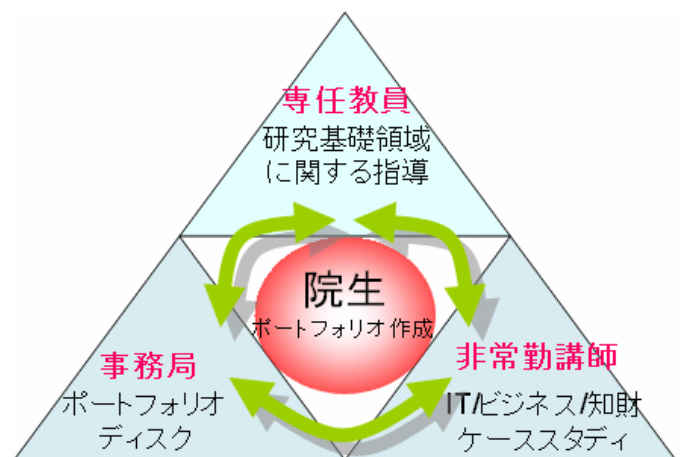 専任教員
研究基礎領域
に関する指導
院生
ポートフォリオ作成
事務局
ポートフォリオ
ディスク
非常勤講師
IT/ビジネス/知財
ケーススタディ